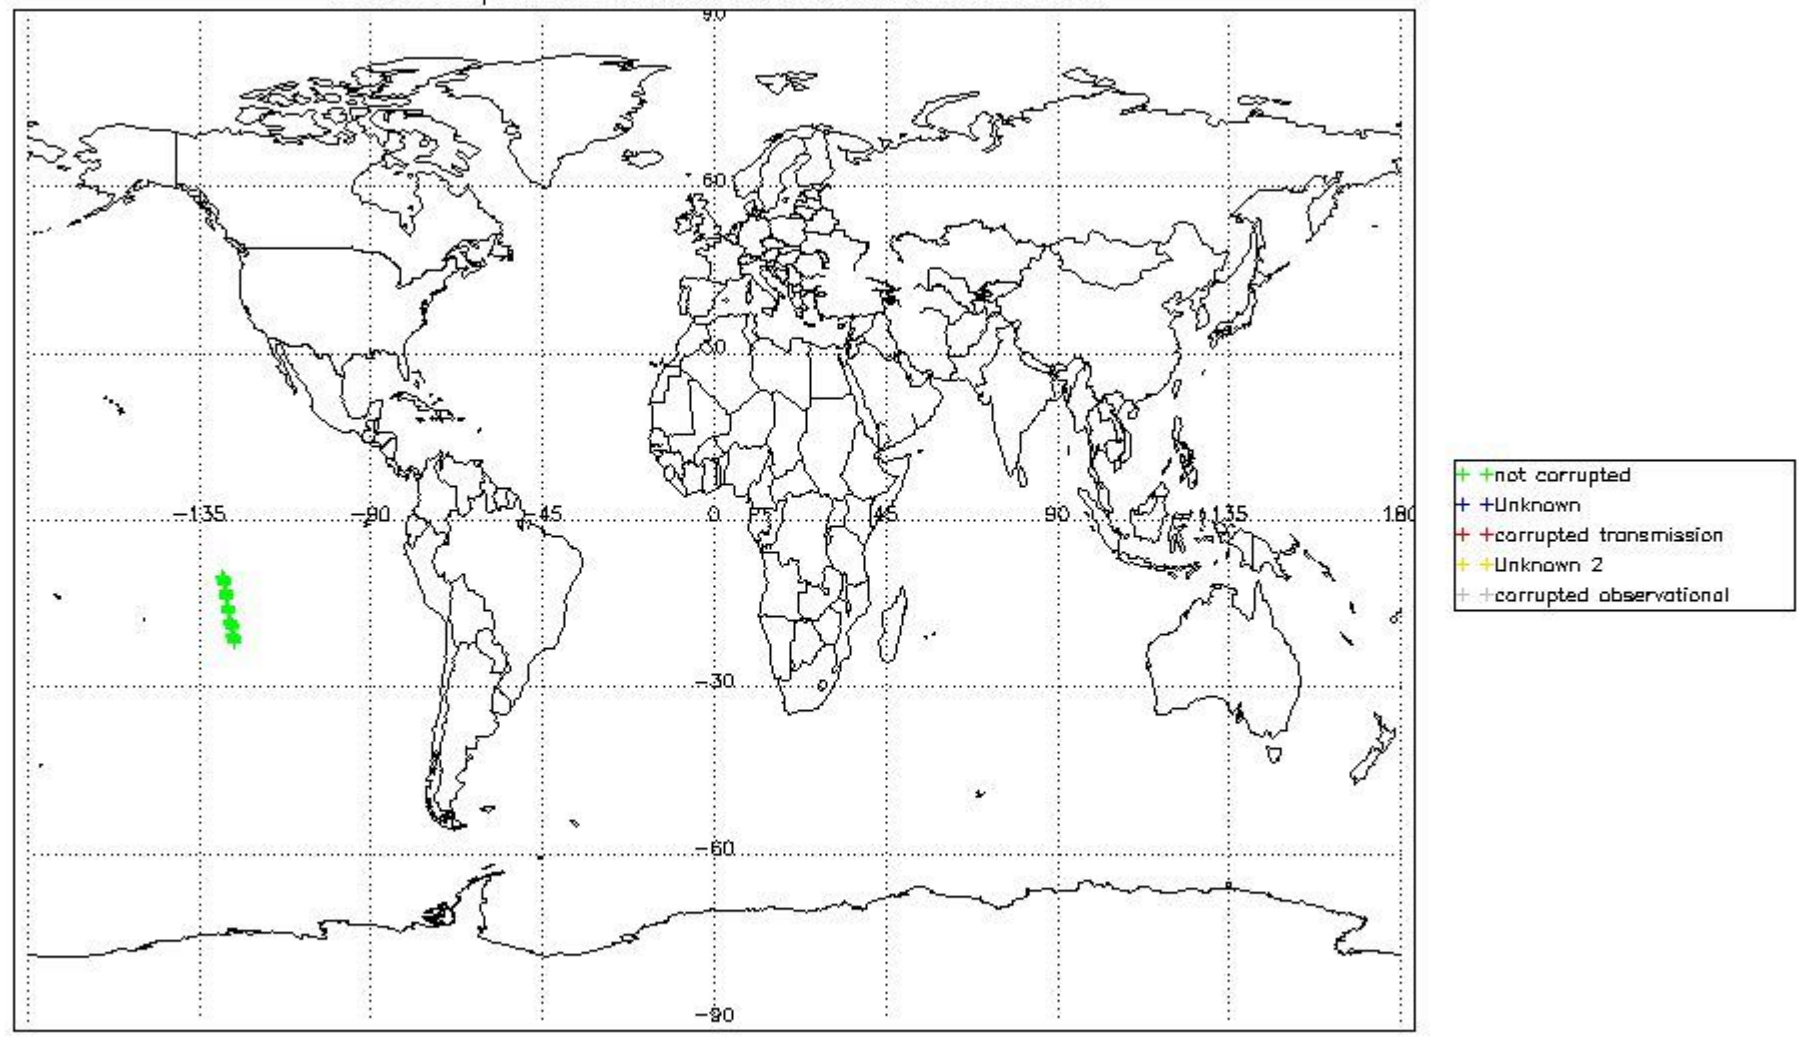 90
60
30
-135 -90 -45 0 45 90 135 180
-30
-60
-90
+ +not corrupted
+ +Unknown
+ +corrupted transmission
+ +Unknown 2
+ +corrupted observational